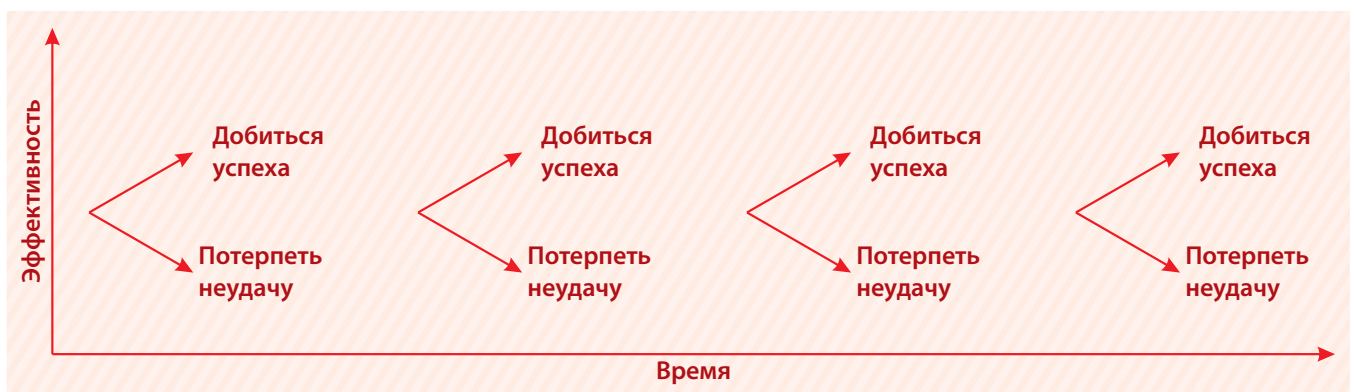 Эффективность
Добиться
успеха
Потерпеть
неудачу
Добиться
успеха
Потерпеть
неудачу
Добиться
успеха
Потерпеть
неудачу
Добиться
успеха
Потерпеть
неудачу
Время